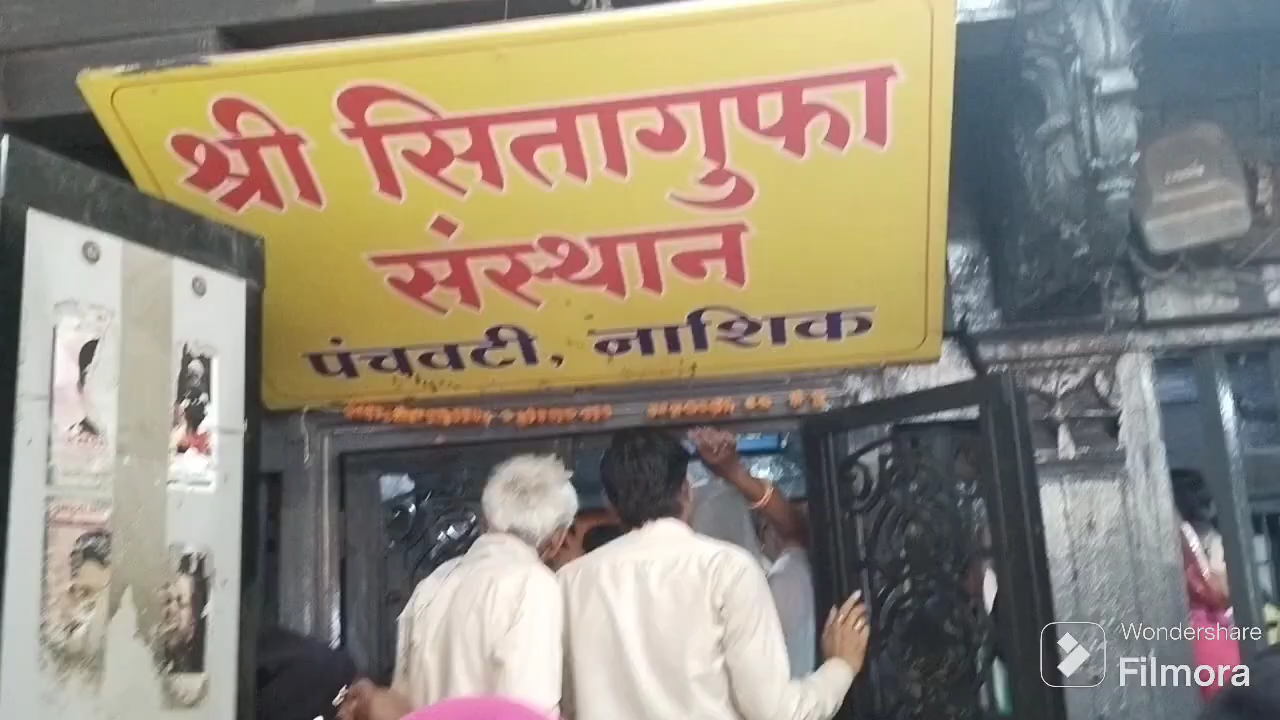 श्री सितागुफा
संस्थान
पंचवटी, नाशिक
Wondershare
Filmora